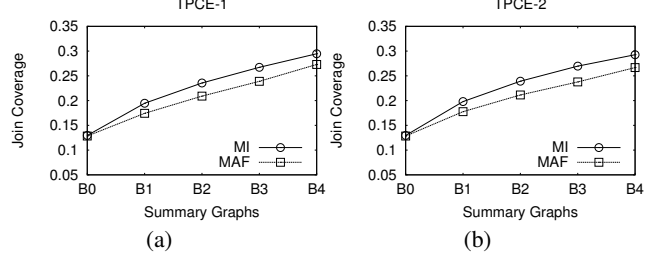 TPCE-1
0.35
0.3
0.25
0.2
0.15
0.1
0.05
Join Coverage
MI
MAF
B0 B1 B2 B3 B4
Summary Graphs
(a)
TPCE-2
0.35
0.3
0.25
0.2
0.15
0.1
0.05
Join Coverage
MI
MAF
B0 B1 B2 B3 B4
Summary Graphs
(b)